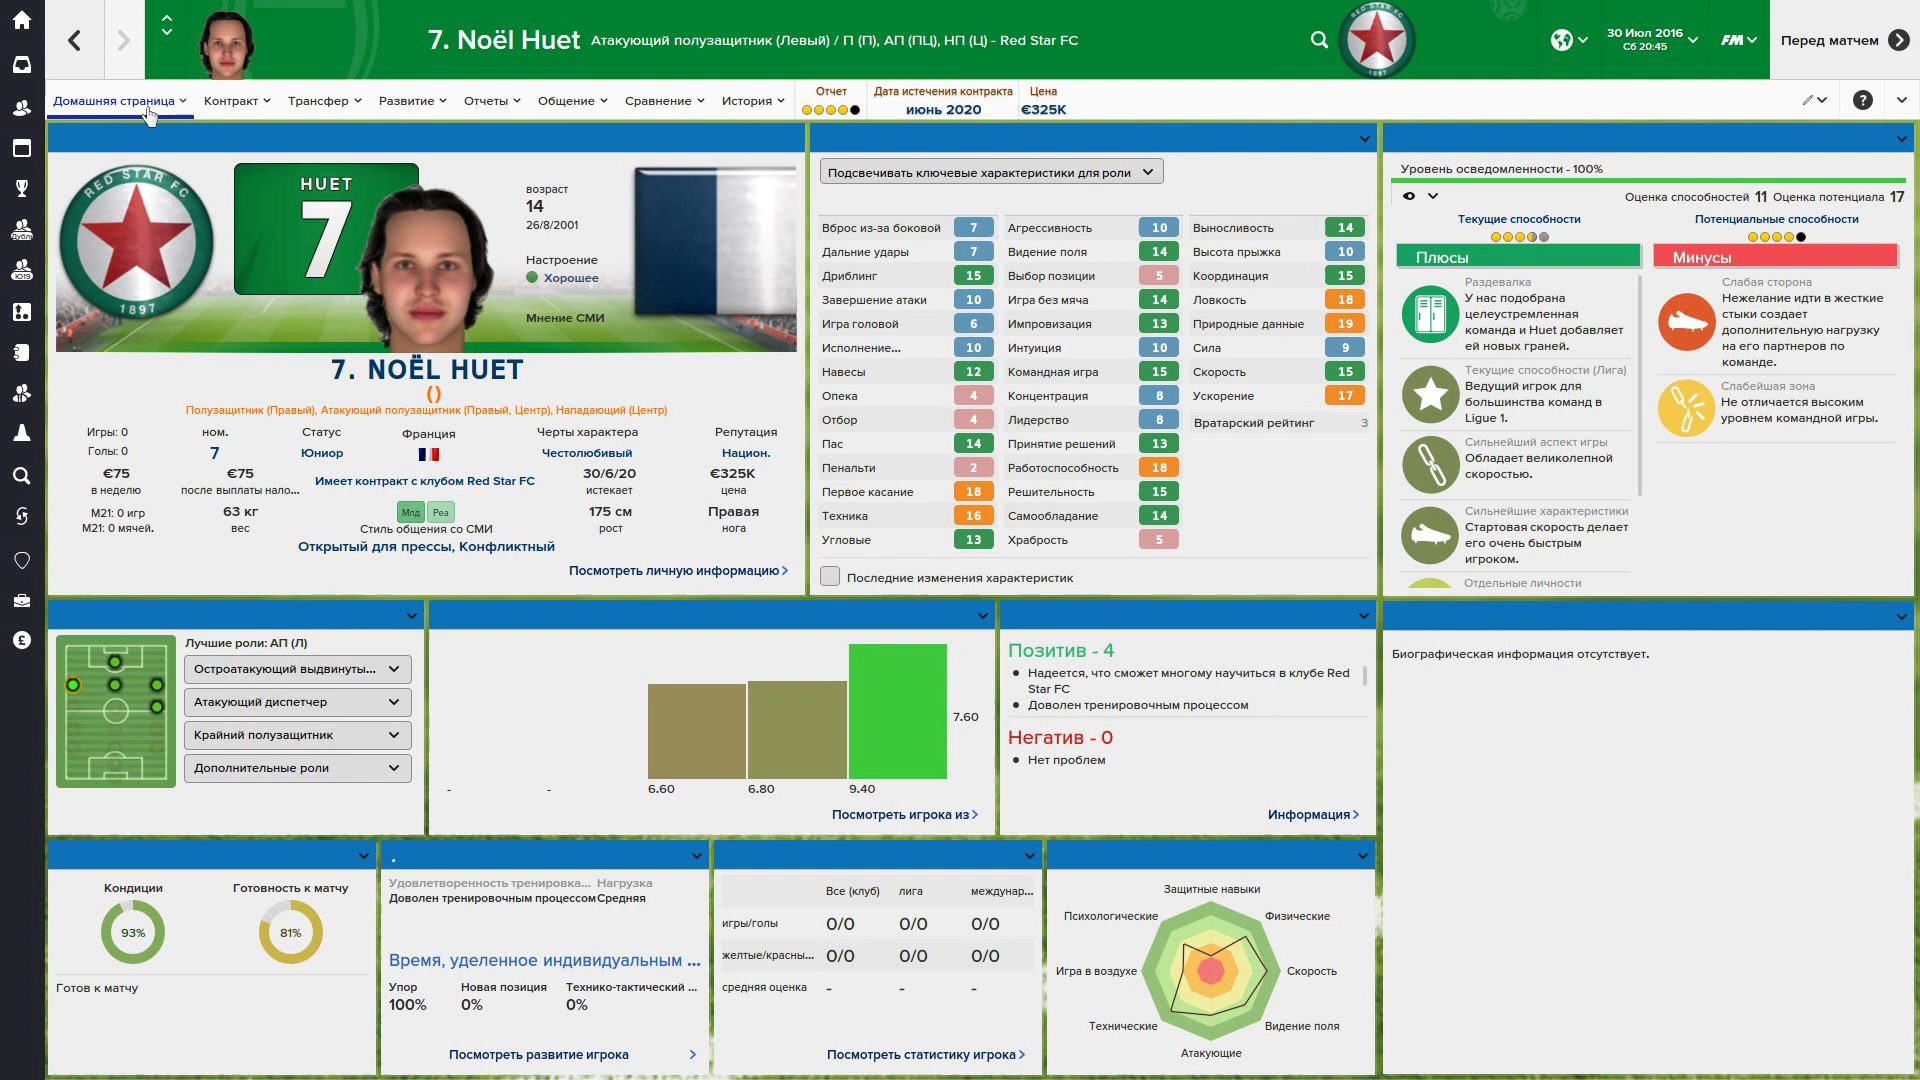 7. Noël Huet Атакующий полузащитник (Левый) / П (П), АП (ПЦ), НП (Ц) - Red Star FC
RED STAR FC
1897
30 Июл 2016
Сб 20:45
FM
Перед матчем
Домашняя страница
Контракт
Трансфер
Развитие
Отчеты
Общение
Сравнение
История
Отчет
Дата истечения контракта
июнь 2020
Цена
€325K
?
Дубль
Ю19
£
RED STAR FC
1897
HUET
7
возраст
14
26/8/2001
Настроение
Хорошее
Мнение СМИ
7. NOËL HUET
()
Полузащитник (Правый), Атакующий полузащитник (Правый, Центр), Нападающий (Центр)
Игры: 0
Голы: 0
ном.
7
Статус
Юниор
Франция
Черты характера
Честолюбивый
Репутация
Национ.
€75
в неделю
€75
после выплаты нало...
Имеет контракт с клубом Red Star FC
30/6/20
истекает
€325K
цена
М21: 0 игр
М21: 0 мячей.
63 кг
вес
Млд Реа
Стиль общения со СМИ
175 см
рост
Правая
нога
Открытый для прессы, Конфликтный
Посмотреть личную информацию
Подсвечивать ключевые характеристики для роли
Вброс из-за боковой 7
Дальние удары 7
Дриблинг 15
Завершение атаки 10
Игра головой 6
Исполнение... 10
Навесы 12
Опека 4
Отбор 4
Пас 14
Пенальти 2
Первое касание 18
Техника 16
Угловые 13
Агрессивность 10
Видение поля 14
Выбор позиции 5
Игра без мяча 14
Импровизация 13
Интуиция 10
Командная игра 15
Концентрация 8
Лидерство 8
Принятие решений 13
Работоспособность 18
Решительность 15
Самообладание 14
Храбрость 5
Выносливость 14
Высота прыжка 10
Координация 15
Ловкость 18
Природные данные 19
Сила 9
Скорость 15
Ускорение 17
Вратарский рейтинг 3
Последние изменения характеристик
Уровень осведомленности - 100%
Оценка способностей 11 Оценка потенциала 17
Текущие способности
Потенциальные способности
Плюсы
Раздевалка
У нас подобрана
целеустремленная
команда и Huet добавляет
ей новых граней.
Текущие способности (Лига)
Ведущий игрок для
большинства команд в
Ligue 1.
Сильнейший аспект игры
Обладает великолепной
скоростью.
Сильнейшие характеристики
Стартовая скорость делает
его очень быстрым
игроком.
Отдельные личности
Минусы
Слабая сторона
Нежелание идти в жесткие
стыки создает
дополнительную нагрузку
на его партнеров по
команде.
Слабейшая зона
Не отличается высоким
уровнем командной игры.
Лучшие роли: АП (Л)
Остроатакующий выдвинуты...
Атакующий диспетчер
Крайний полузащитник
Дополнительные роли
7.60
- - 6.60 6.80 9.40
Посмотреть игрока из
Позитив - 4
Надеется, что сможет многому научиться в клубе Red
Star FC
Доволен тренировочным процессом
Негатив - 0
Нет проблем
Информация
Биографическая информация отсутствует.
Кондиции
93%
Готовность к матчу
81%
Готов к матчу
.
Удовлетворенность тренировка... Нагрузка
Доволен тренировочным процессом Средняя
Время, уделенное индивидуальным ...
Упор Новая позиция Технико-тактический ...
100% 0% 0%
Посмотреть развитие игрока
Все (клуб) лига междунар...
игры/голы 0/0 0/0 0/0
желтые/красны... 0/0 0/0 0/0
средняя оценка - - -
Посмотреть статистику игрока
Защитные навыки
Психологические
Физические
Игра в воздухе
Скорость
Технические
Видение поля
Атакующие